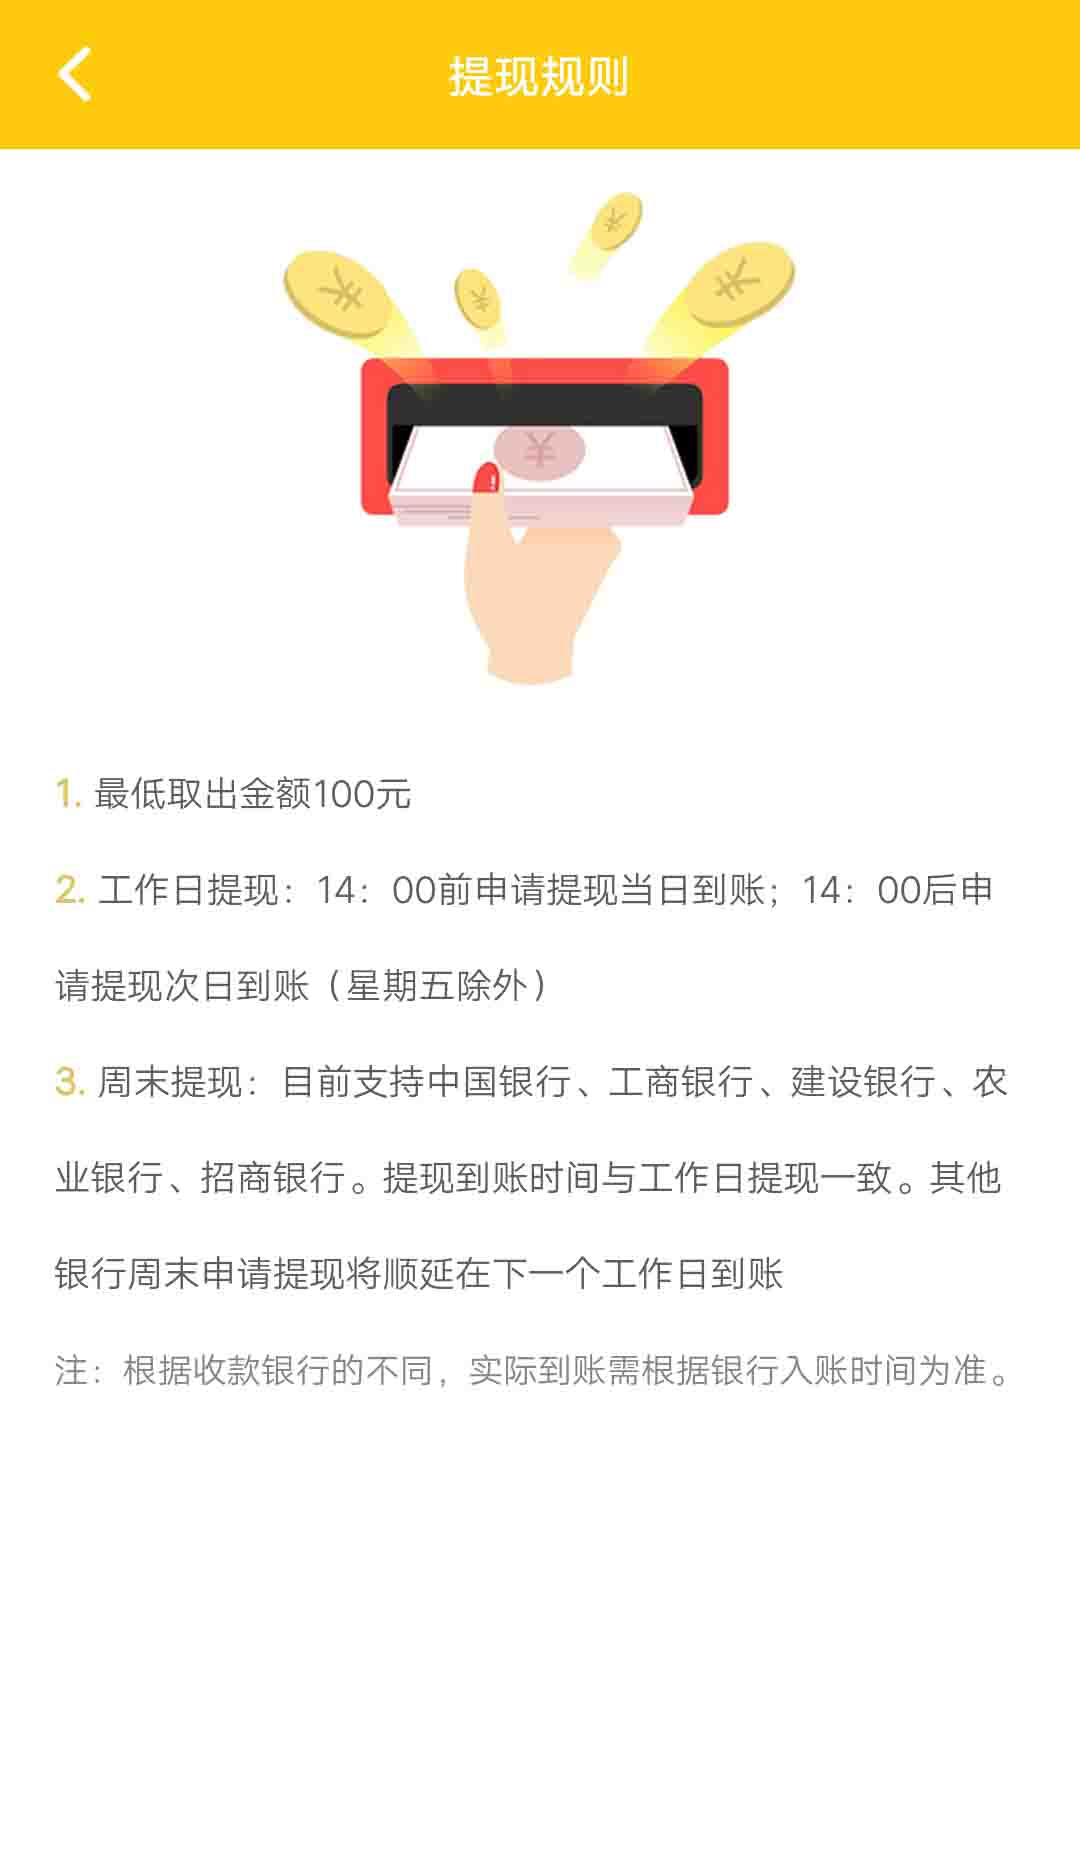 提现规则
1. 最低取出金额100元
2. 工作日提现：14：00前申请提现当日到账；14：00后申
请提现次日到账（星期五除外）
3. 周末提现：目前支持中国银行、工商银行、建设银行、农
业银行、招商银行。提现到账时间与工作日提现一致。其他
银行周末申请提现将顺延在下一个工作日到账
注：根据收款银行的不同，实际到账需根据银行入账时间为准。